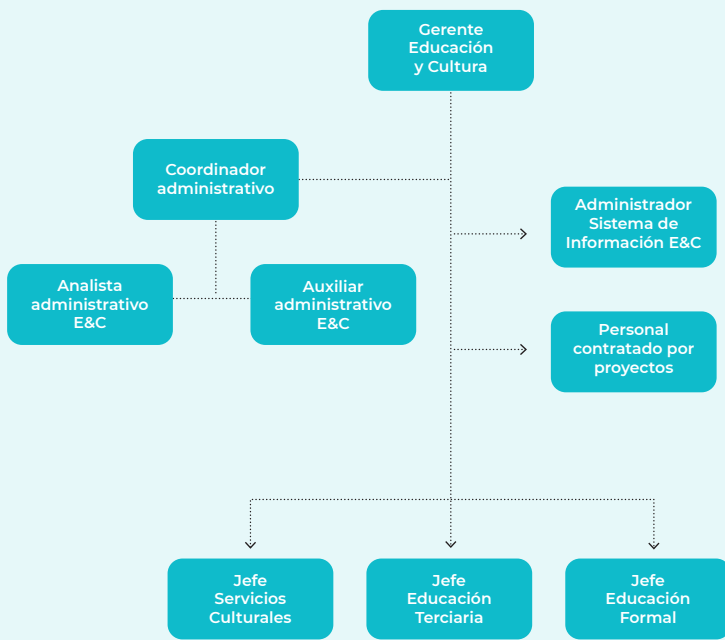 Gerente
Educación
y Cultura
Coordinador
administrativo
Administrador
Sistema de
Información E&C
Analista
administrativo
E&C
Auxiliar
administrativo
E&C
Personal
contratado por
proyectos
Jefe
Servicios
Culturales
Jefe
Educación
Terciaria
Jefe
Educación
Formal